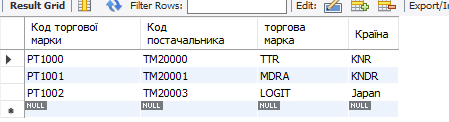 Result Grid Filter Rows: Edit: Export/In
Код торгової марки Код постачальника торгова марка Країна
PT1000 TM20000 TTR KNR
PT1001 TM20001 MDRA KNDR
PT1002 TM20003 LOGIT Japan
NULL NULL NULL NULL